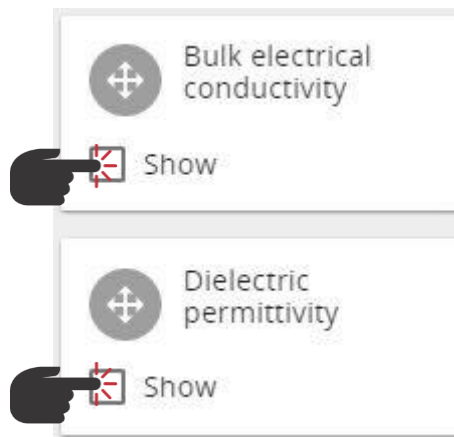 Bulk electrical
conductivity
Show
Dielectric
permittivity
Show